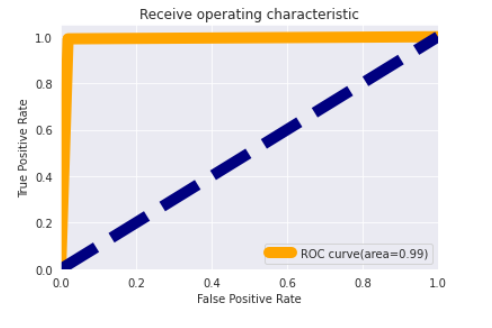 Receive operating characteristic
1.0
0.8
0.6
0.4
0.2
0.0
True Positive Rate
ROC curve(area=0.99)
0.0 0.2 0.4 0.6 0.8 1.0
False Positive Rate